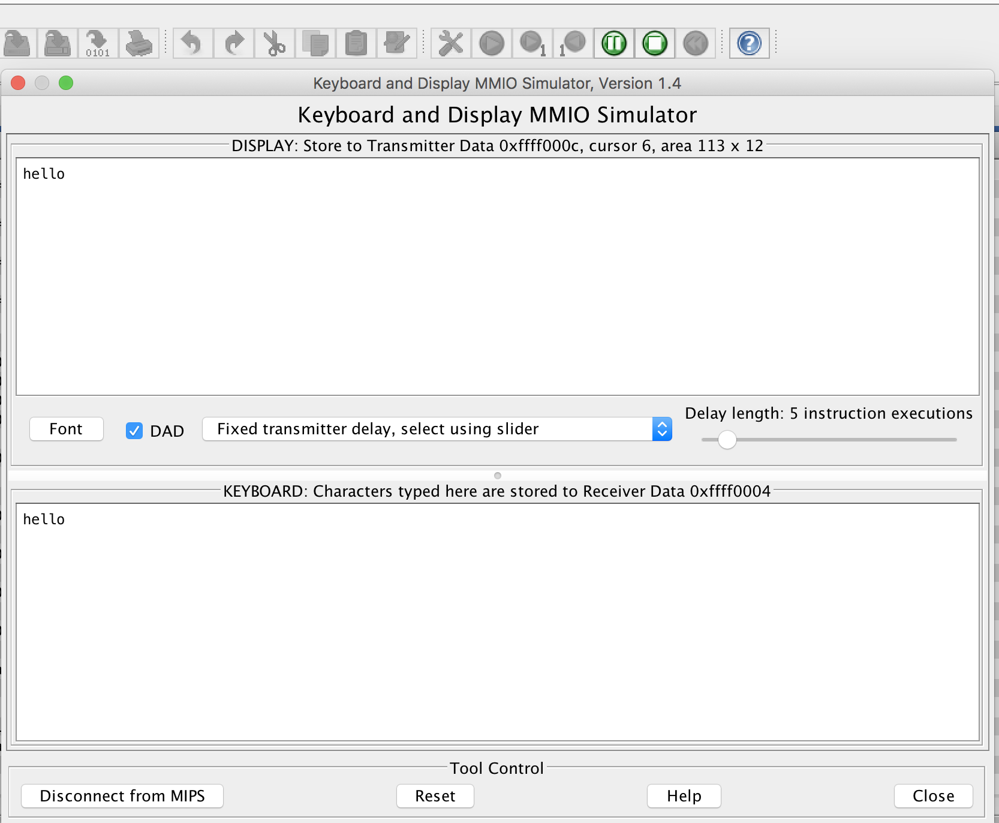 0101
1
1
?
Keyboard and Display MMIO Simulator, Version 1.4
Keyboard and Display MMIO Simulator
DISPLAY: Store to Transmitter Data 0xffff000c, cursor 6, area 113 x 12
hello
Font
DAD
Fixed transmitter delay, select using slider
Delay length: 5 instruction executions
KEYBOARD: Characters typed here are stored to Receiver Data 0xffff0004
hello
Tool Control
Disconnect from MIPS
Reset
Help
Close